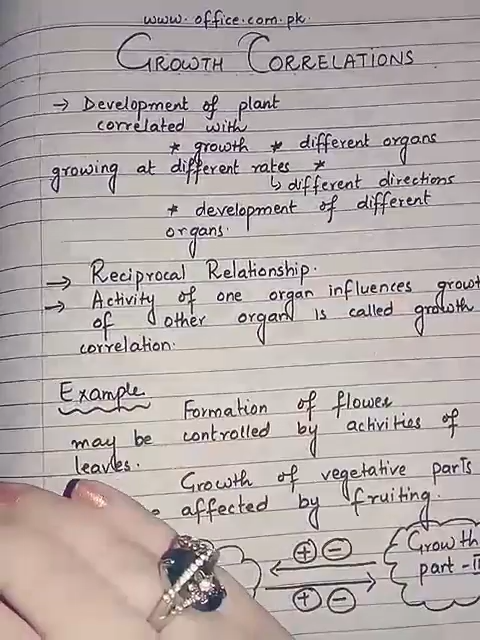 www.office.com.pk.
GROWTH CORRELATIONS
→ Development of plant
correlated with
* growth * different organs
growing at different rates *
↳ different directions
* development of different
organs.
→ Reciprocal Relationship.
→ Activity of one organ influences growt
of other organ is called growth
correlation.
Example
Formation of flower
may be controlled by activities of
leaves.
Growth of vegetative parts
affected by fruiting.
⊕ ⊖
Growth
part-II
⊕ ⊖